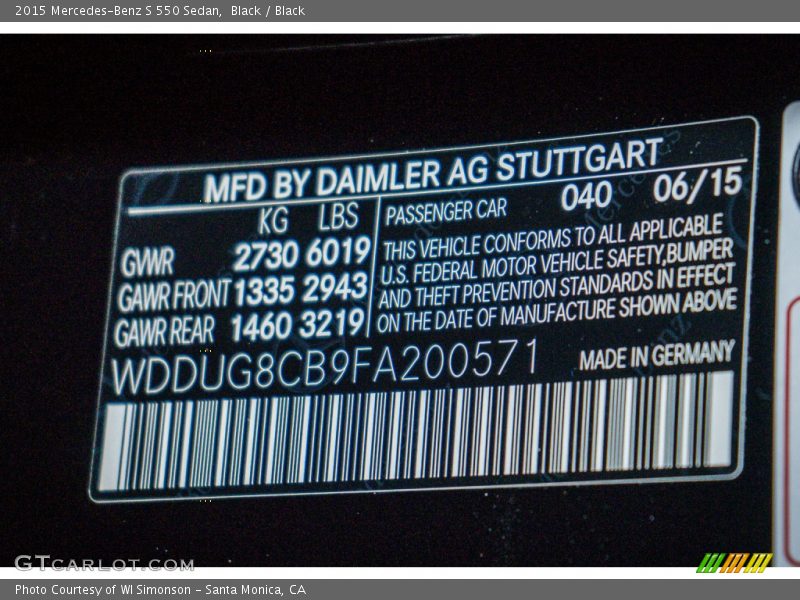 2015 Mercedes-Benz S 550 Sedan,  Black / Black
MFD BY DAIMLER AG STUTTGART
KG LBS PASSENGER CAR 040 06/15
GWR 2730 6019
GAWR FRONT 1335 2943
GAWR REAR 1460 3219
THIS VEHICLE CONFORMS TO ALL APPLICABLE
U.S. FEDERAL MOTOR VEHICLE SAFETY,BUMPER
AND THEFT PREVENTION STANDARDS IN EFFECT
ON THE DATE OF MANUFACTURE SHOWN ABOVE
WDDUG8CB9FA200571 MADE IN GERMANY
GTCARLOT.COM
Photo Courtesy of WI Simonson - Santa Monica, CA